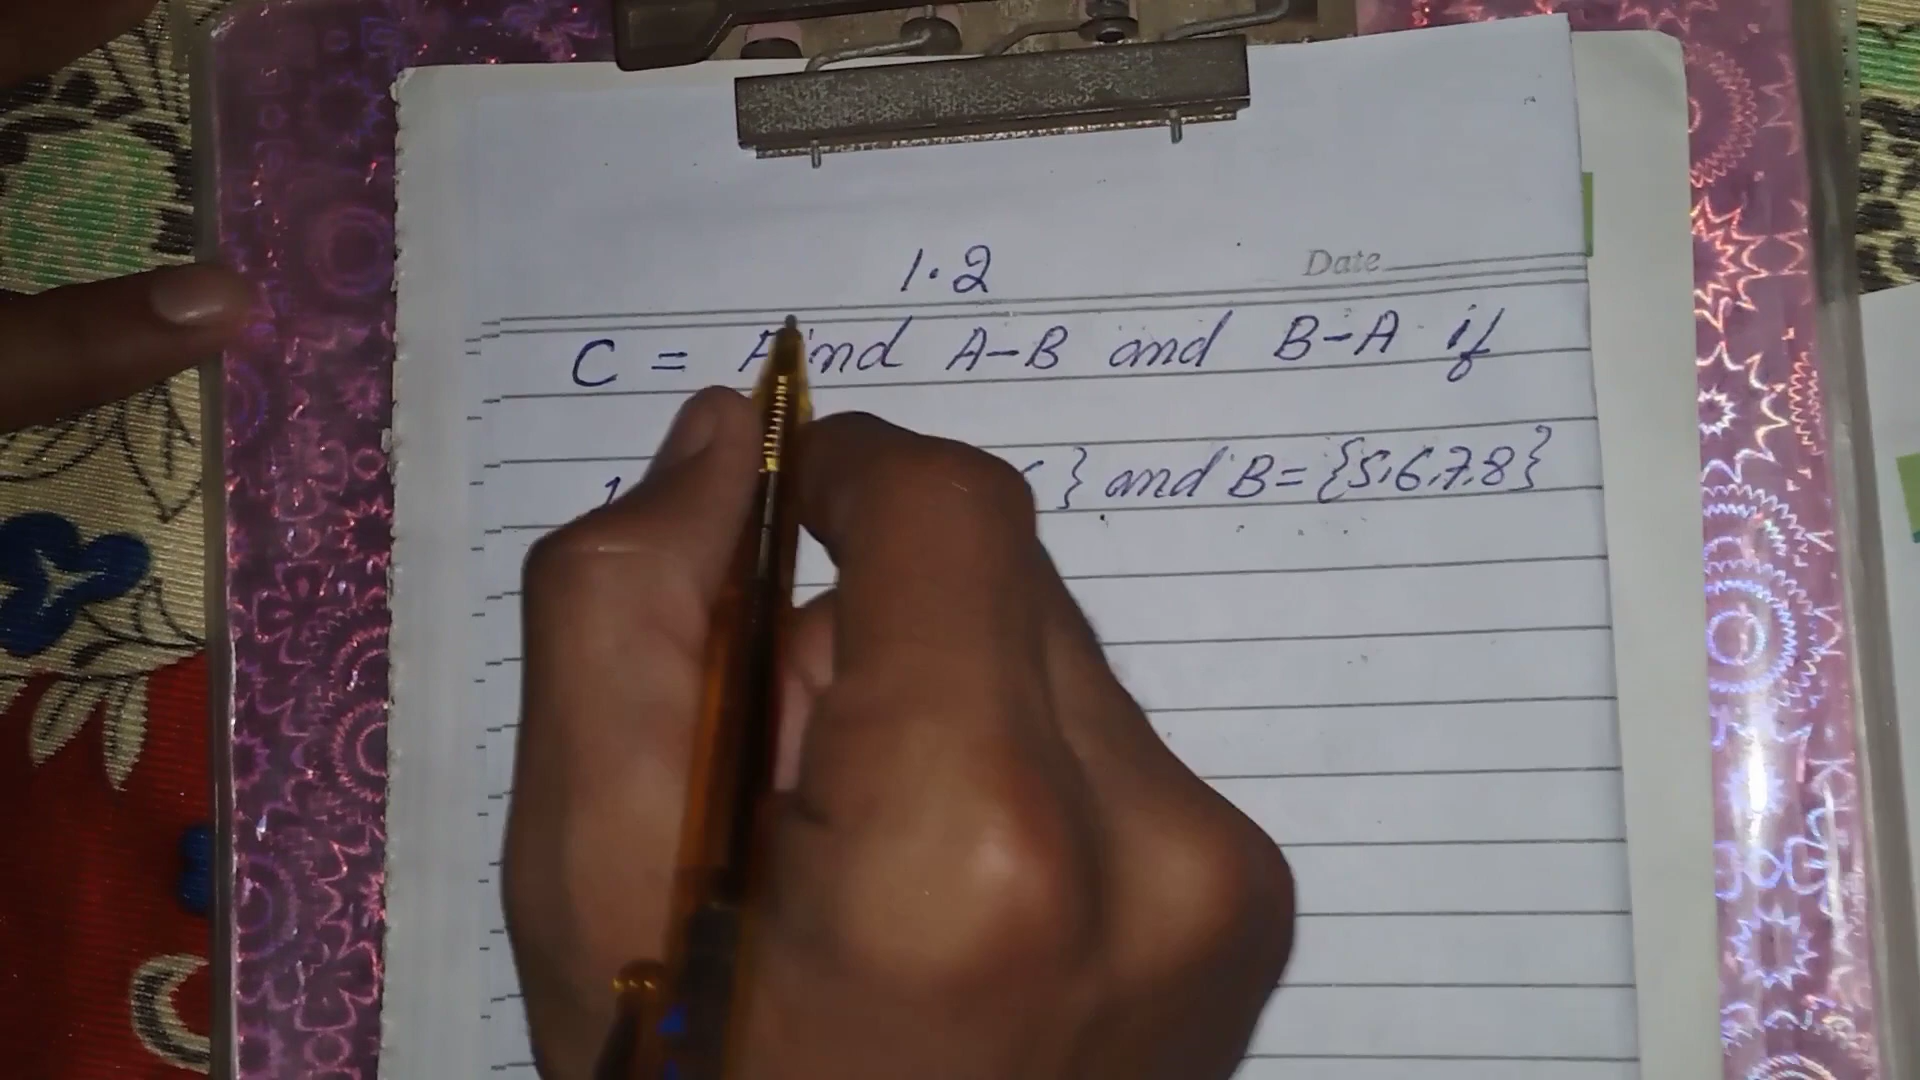 1.2
Date
C = Find A-B and B-A if
} and B= {5,6,7,8}